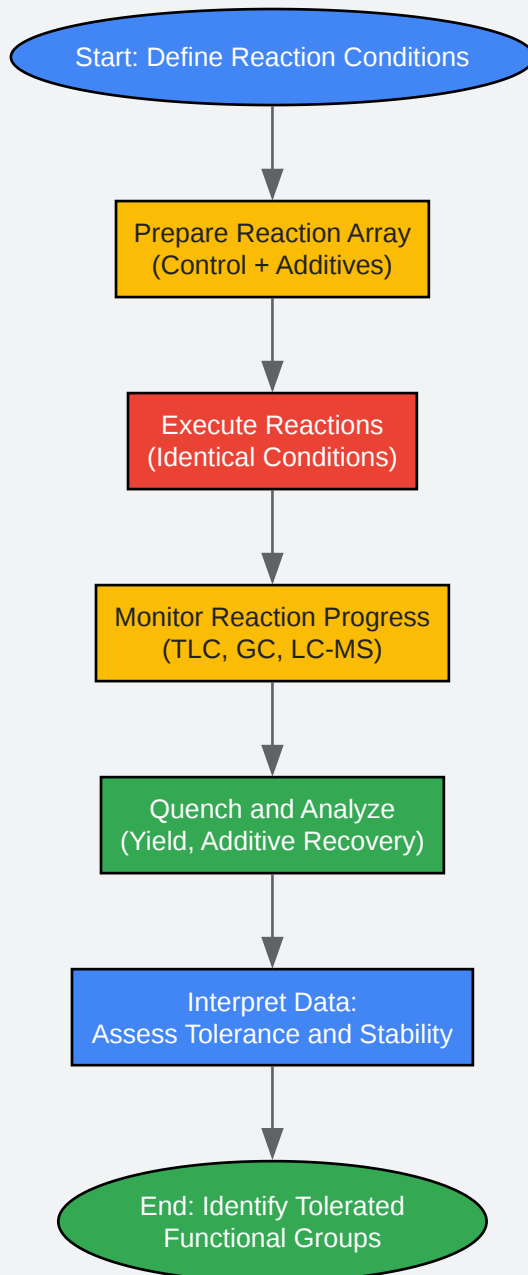 Start: Define Reaction Conditions
Prepare Reaction Array
(Control + Additives)
Execute Reactions
(Identical Conditions)
Monitor Reaction Progress
(TLC, GC, LC-MS)
Quench and Analyze
(Yield, Additive Recovery)
Interpret Data:
Assess Tolerance and Stability
End: Identify Tolerated
Functional Groups